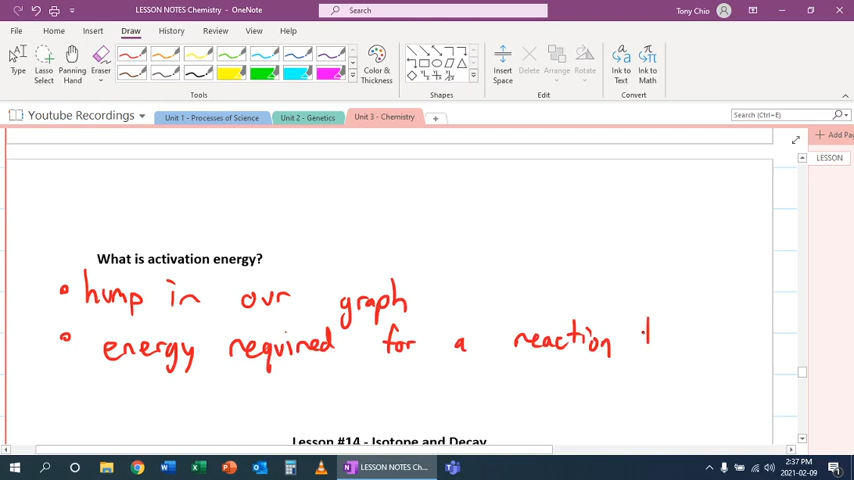 LESSON NOTES Chemistry - OneNote
Search
Tony Chio
File Home Insert Draw History Review View Help
Type
Lasso Select
Panning Hand
Eraser
Color & Thickness
Insert Space
Delete
Arrange
Rotate
Ink to Text
Ink to Math
Tools
Shapes
Edit
Convert
Youtube Recordings
Unit 1 - Processes of Science
Unit 2 - Genetics
Unit 3 - Chemistry
Search (Ctrl+E)
Add Pag
LESSON
What is activation energy?
• hump in our graph
• energy required for a reaction
Lesson #14 - Isotope and Decay
LESSON NOTES Che...
2:37 PM
2021-02-09